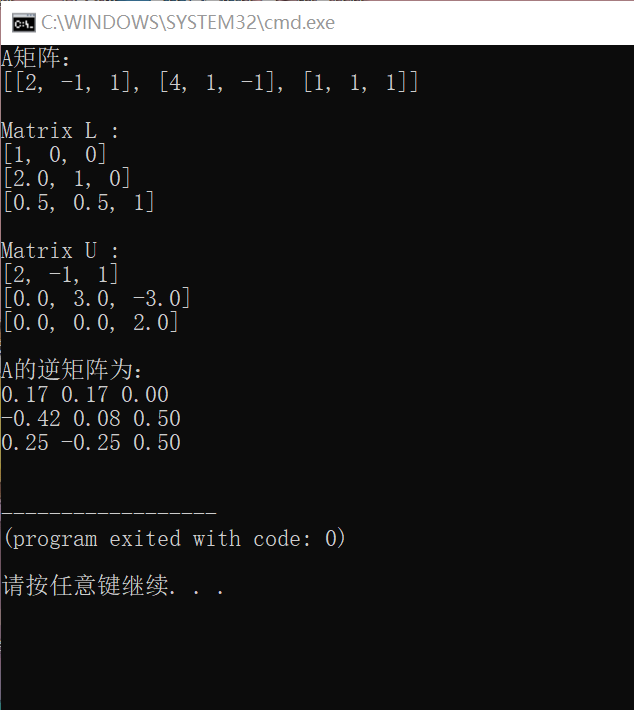 C:\WINDOWS\SYSTEM32\cmd.exe
A矩阵:
[[2, -1, 1], [4, 1, -1], [1, 1, 1]]
Matrix L :
[1, 0, 0]
[2.0, 1, 0]
[0.5, 0.5, 1]
Matrix U :
[2, -1, 1]
[0.0, 3.0, -3.0]
[0.0, 0.0, 2.0]
A的逆矩阵为:
0.17 0.17 0.00
-0.42 0.08 0.50
0.25 -0.25 0.50
------------------
(program exited with code: 0)
请按任意键继续. . .